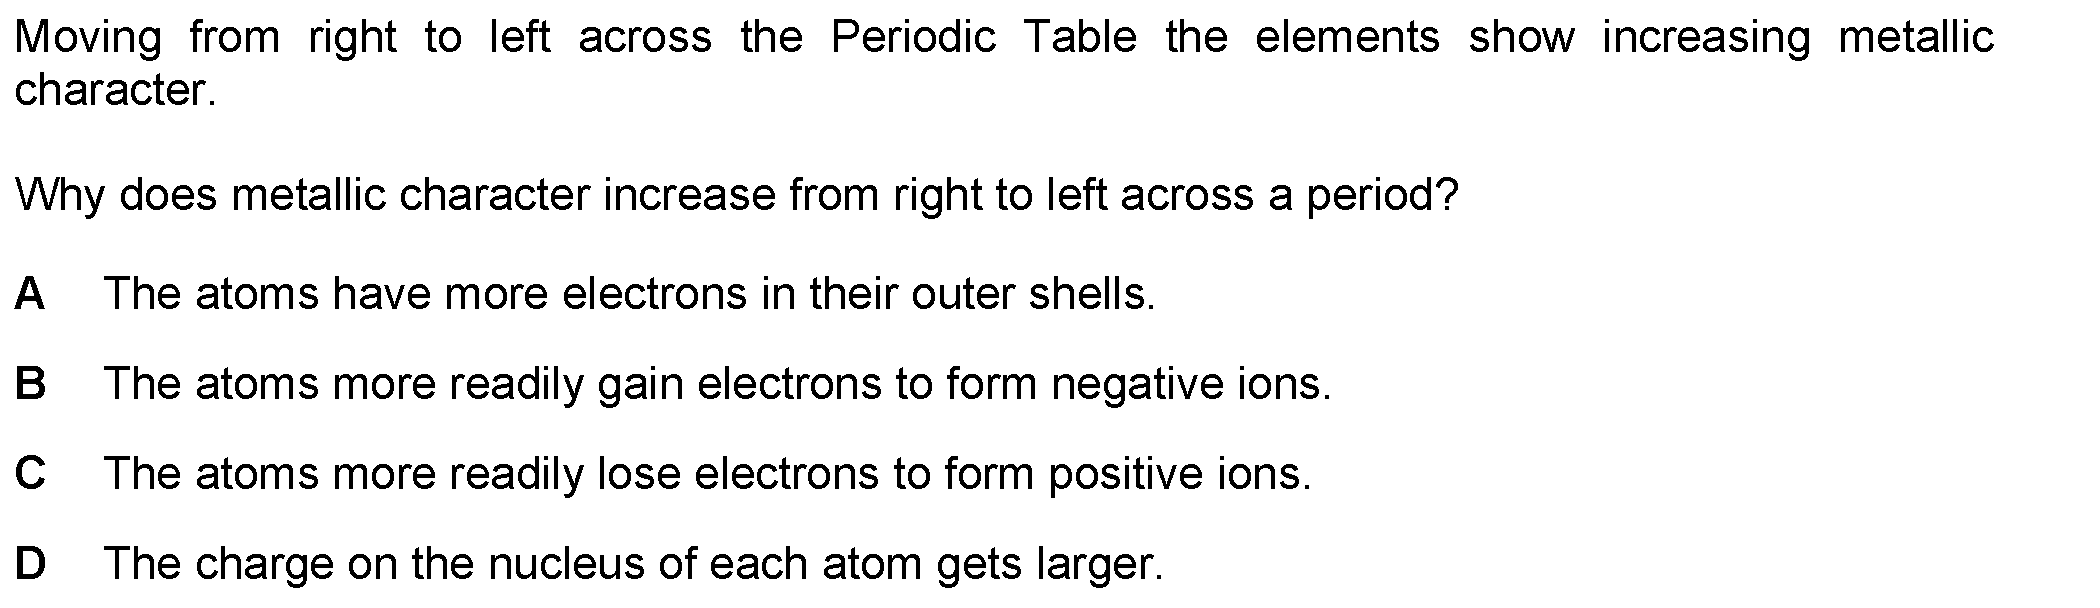 Moving from right to left across the Periodic Table the elements show increasing metallic
character.
Why does metallic character increase from right to left across a period?
A The atoms have more electrons in their outer shells.
B The atoms more readily gain electrons to form negative ions.
C The atoms more readily lose electrons to form positive ions.
D The charge on the nucleus of each atom gets larger.